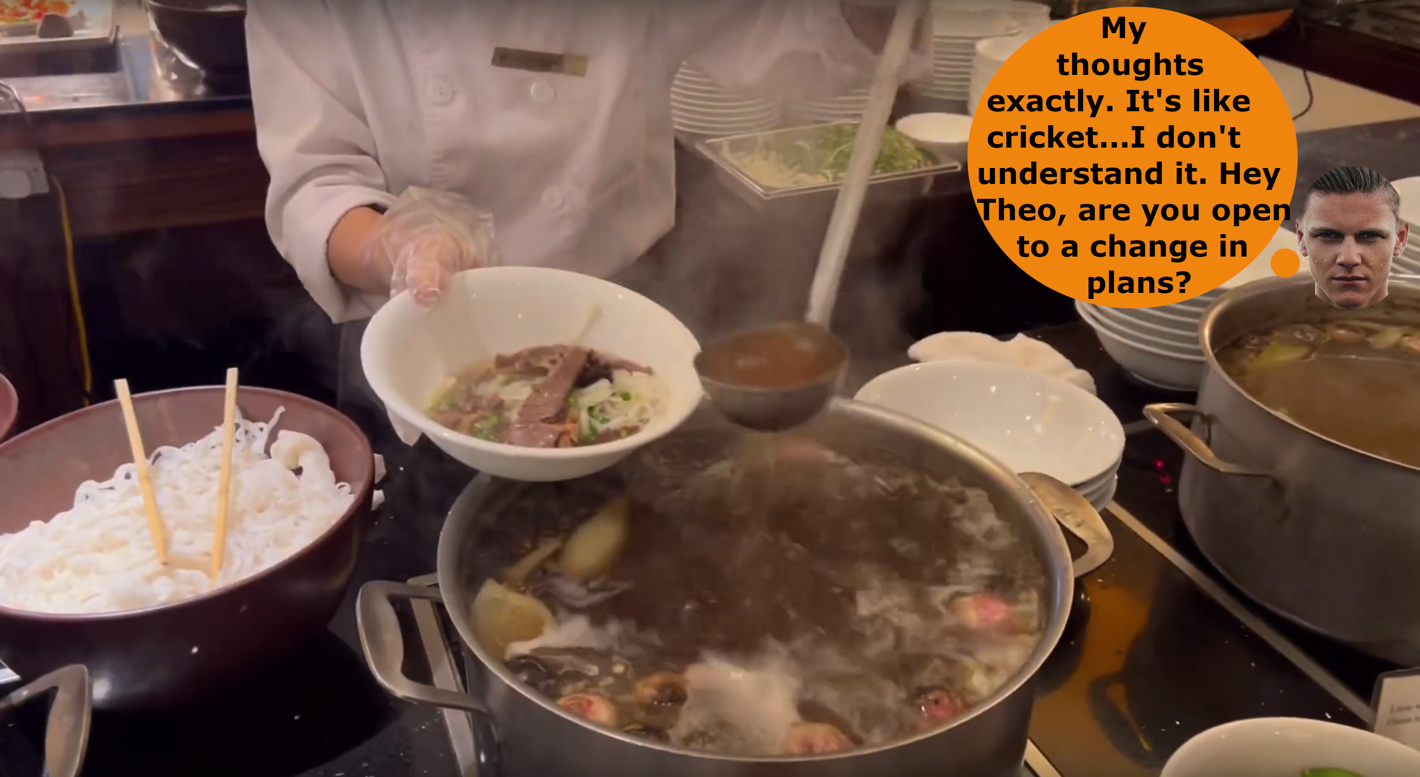 My
thoughts
exactly. It's like
cricket...I don't
understand it. Hey
Theo, are you open
to a change in
plans?